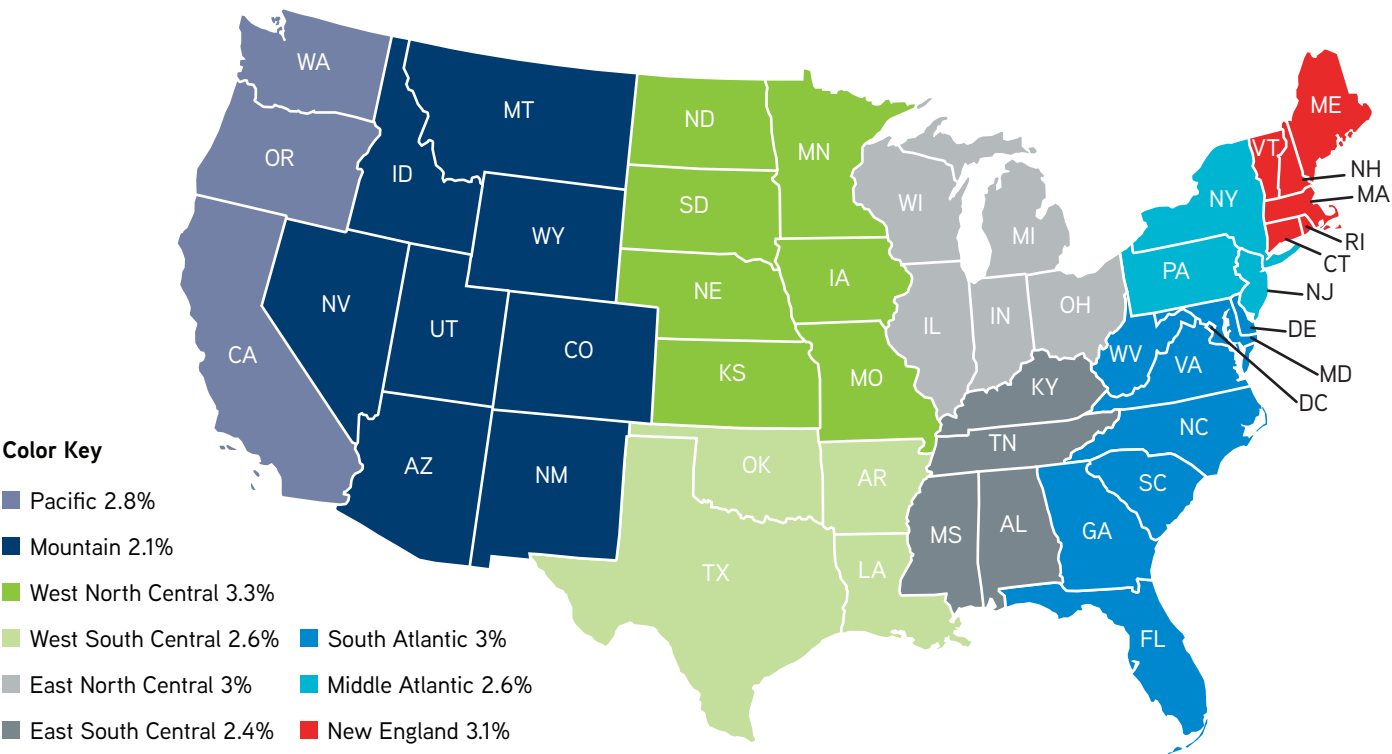 WA
OR
CA
MT
ID
WY
NV
UT
CO
AZ
NM
ND
SD
NE
KS
MN
IA
MO
OK
AR
TX
LA
WI
MI
IL
IN
OH
KY
TN
MS
AL
WV
VA
NC
SC
GA
FL
NY
PA
VT
ME
NH
MA
RI
CT
NJ
DE
MD
DC
Color Key
Pacific 2.8%
Mountain 2.1%
West North Central 3.3%
West South Central 2.6%
East North Central 3%
East South Central 2.4%
South Atlantic 3%
Middle Atlantic 2.6%
New England 3.1%